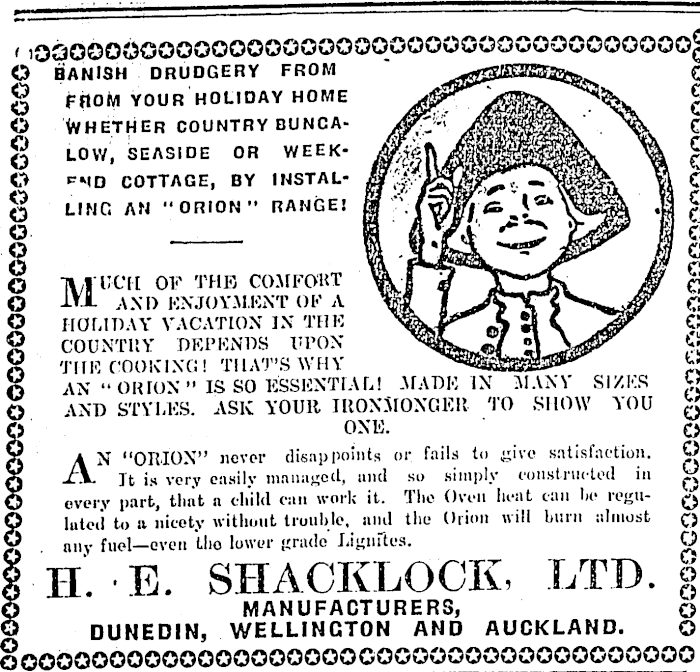 BANISH DRUDGERY FROM
FROM YOUR HOLIDAY HOME
WHETHER COUNTRY BUNGA-
LOW, SEASIDE OR WEEK-
END COTTAGE, BY INSTAL-
LING AN "ORION" RANGE!
MUCH OF THE COMFORT
AND ENJOYMENT OF A
HOLIDAY VACATION IN THE
COUNTRY DEPENDS UPON
THE COOKING! THAT'S WHY
AN "ORION" IS SO ESSENTIAL! MADE IN MANY SIZES
AND STYLES. ASK YOUR IRONMONGER TO SHOW YOU
ONE.
AN "ORION" never disappoints or fails to give satisfaction.
It is very easily managed, and so simply constructed in
every part, that a child can work it. The Oven heat can be regu-
lated to a nicety without trouble, and the Orion will burn almost
any fuel—even the lower grade Lignites.
H. E. SHACKLOCK, LTD.
MANUFACTURERS,
DUNEDIN, WELLINGTON AND AUCKLAND.